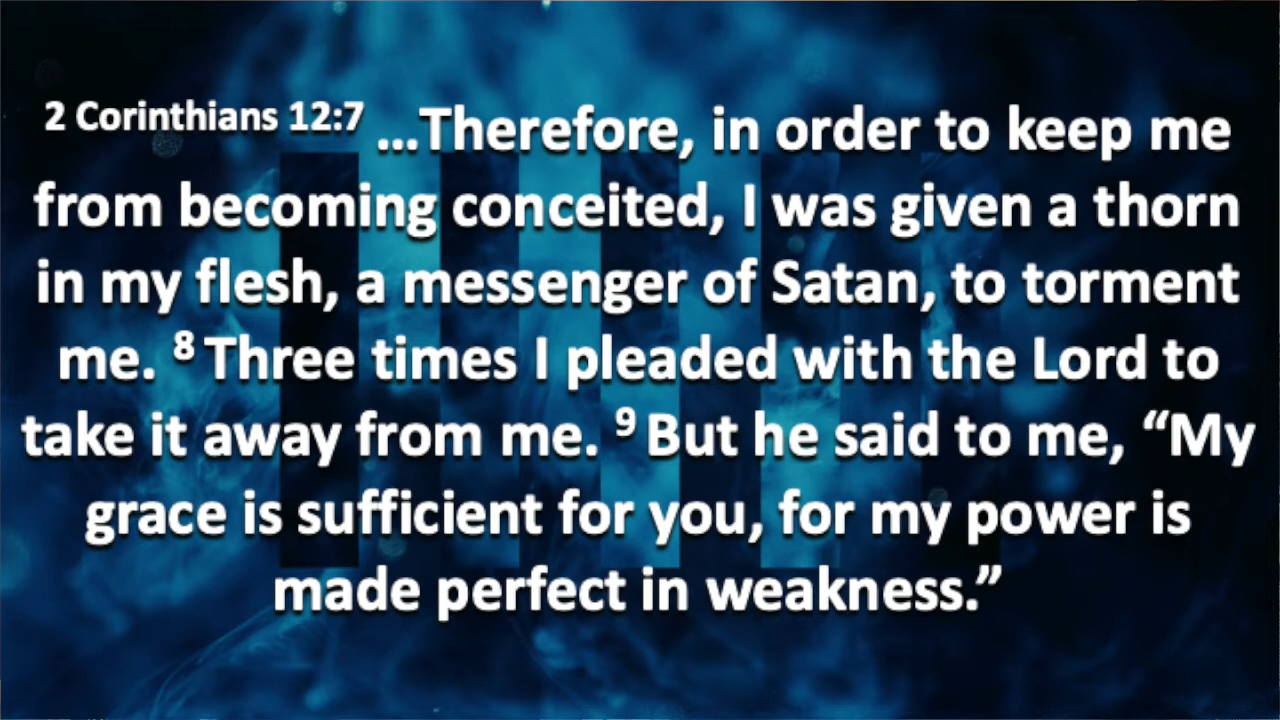 2 Corinthians 12:7 …Therefore, in order to keep me
from becoming conceited, I was given a thorn
in my flesh, a messenger of Satan, to torment
me. 8 Three times I pleaded with the Lord to
take it away from me. 9 But he said to me, “My
grace is sufficient for you, for my power is
made perfect in weakness.”